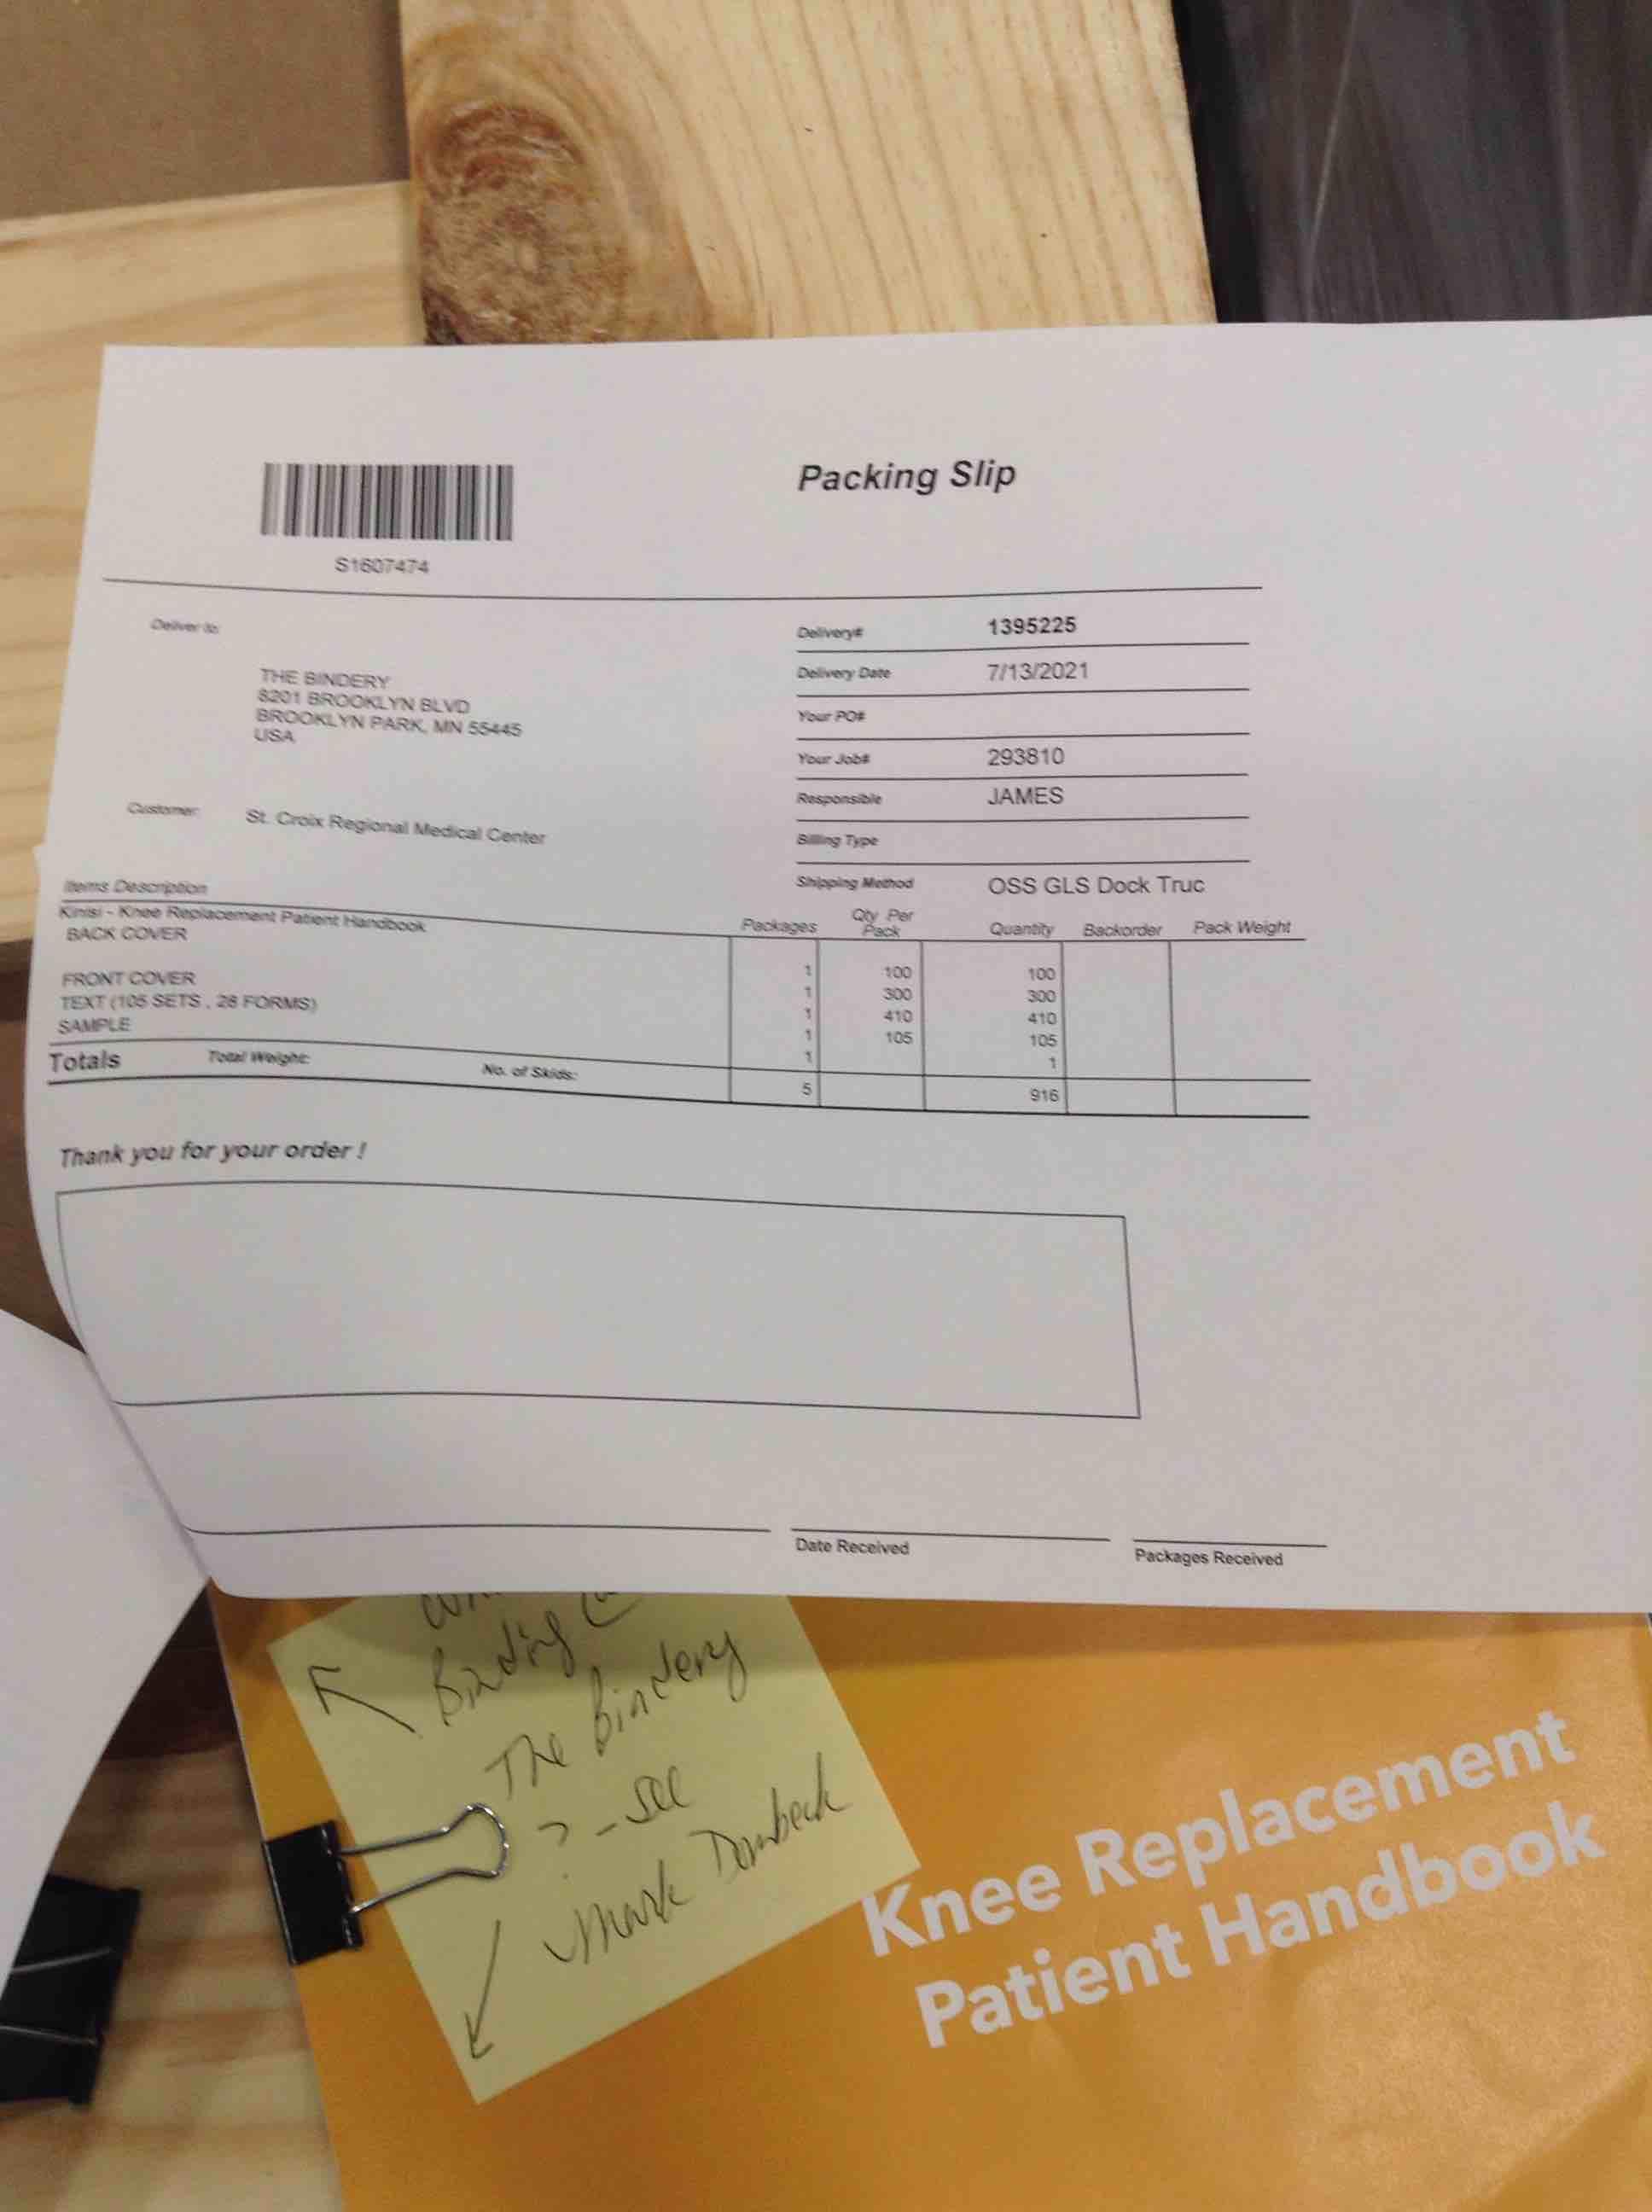 Packing Slip
S1607474
Deliver to:
THE BINDERY
8201 BROOKLYN BLVD
BROOKLYN PARK, MN 55445
USA
Customer: St. Croix Regional Medical Center
Delivery# 1395225
Delivery Date 7/13/2021
Your PO#
Your Job# 293810
Responsible JAMES
Billing Type
Shipping Method OSS GLS Dock Truc
Items Description Packages Qty Per Pack Quantity Backorder Pack Weight
Kinisi - Knee Replacement Patient Handbook
BACK COVER 1 100 100
1 300 300
FRONT COVER 1 410 410
TEXT (105 SETS , 28 FORMS) 1 105 105
SAMPLE 1 1
Totals Total Weight: No. of Skids: 5 916
Thank you for your order !
Date Received
Packages Received
Binding
The Bindery
? - see
Mark Dombeck
Knee Replacement
Patient Handbook